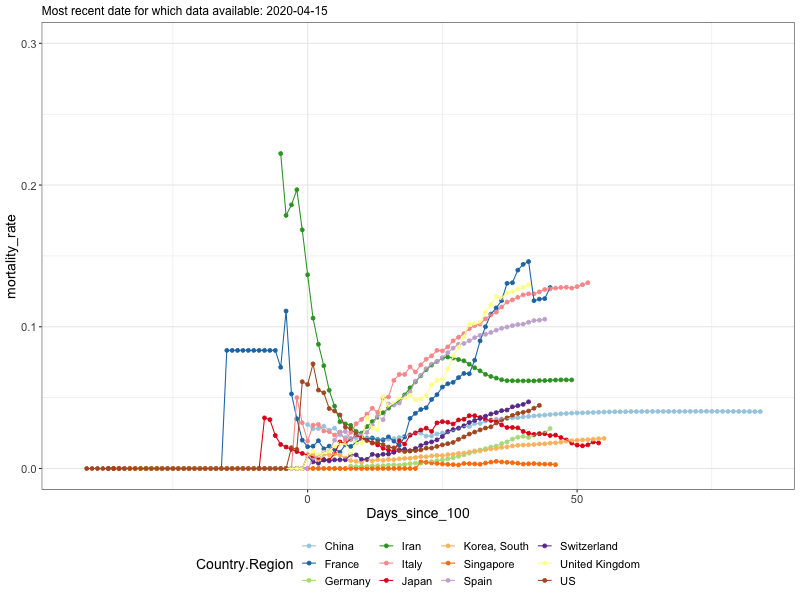 Most recent date for which data available: 2020-04-15
0.3
0.2
0.1
0.0
mortality_rate
0
50
Days_since_100
Country.Region
China
Iran
Korea, South
Switzerland
France
Italy
Singapore
United Kingdom
Germany
Japan
Spain
US